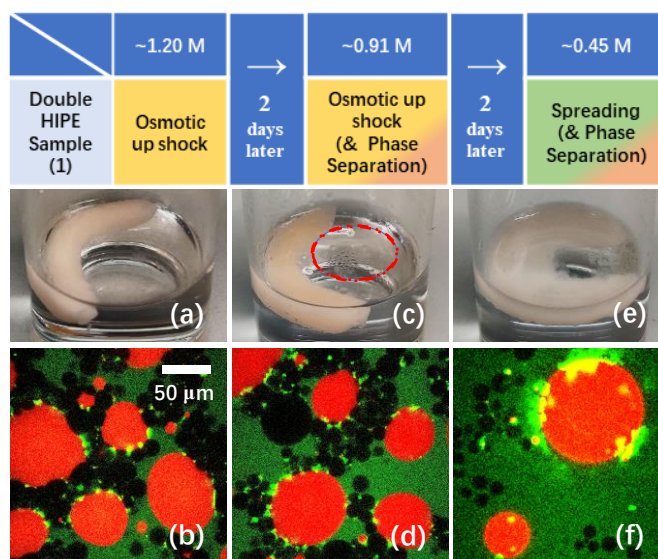 ~1.20 M
→
2
days
later
~0.91 M
→
2
days
later
~0.45 M
Double
HIPE
Sample
(1)
Osmotic
up shock
Osmotic up
shock
(& Phase
Separation)
Spreading
(& Phase
Separation)
(a)
(c)
(e)
50 μm
(b)
(d)
(f)